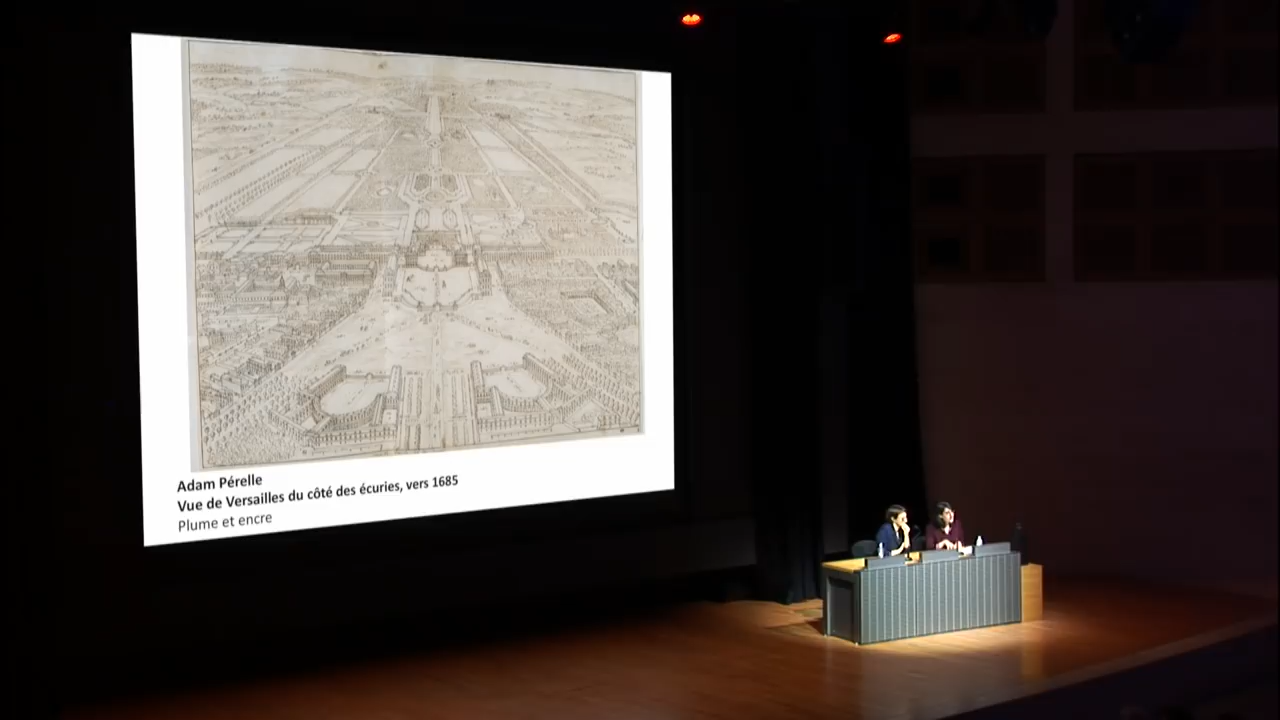 Adam Pérelle
Vue de Versailles du côté des écuries, vers 1685
Plume et encre